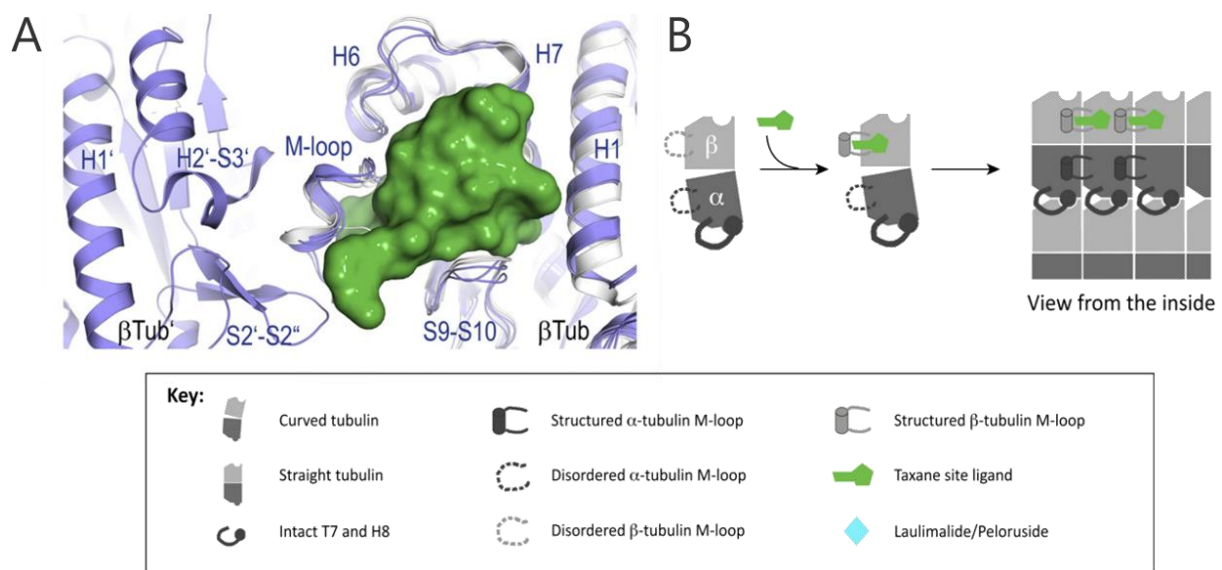 A
B
H6
H7
M-loop
H1‘
H2‘-S3‘
H1
βTub‘
S2‘-S2“
S9-S10
βTub
β
α
View from the inside
Key:
Curved tubulin
Structured α-tubulin M-loop
Structured β-tubulin M-loop
Straight tubulin
Disordered α-tubulin M-loop
Taxane site ligand
Intact T7 and H8
Disordered β-tubulin M-loop
Laulimalide/Peloruside